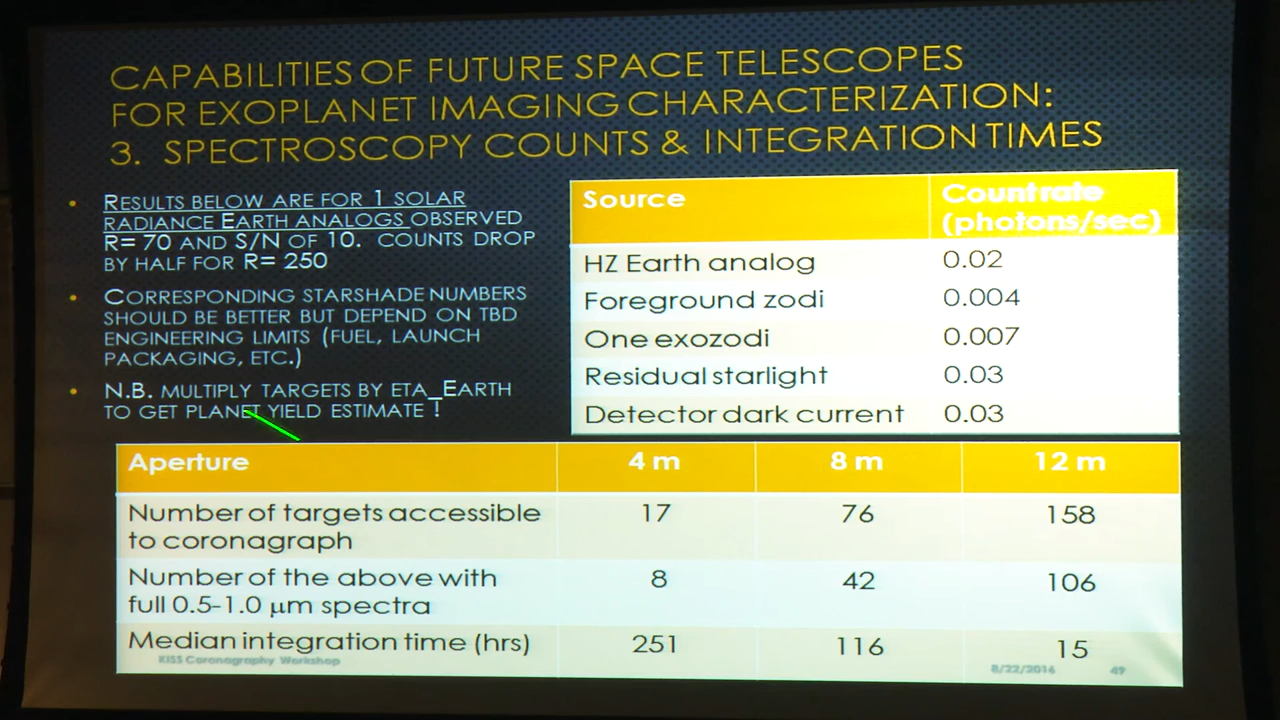 CAPABILITIES OF FUTURE SPACE TELESCOPES
FOR EXOPLANET IMAGING CHARACTERIZATION:
3. SPECTROSCOPY COUNTS & INTEGRATION TIMES
• RESULTS BELOW ARE FOR 1 SOLAR
RADIANCE EARTH ANALOGS OBSERVED
R= 70 AND S/N OF 10. COUNTS DROP
BY HALF FOR R= 250
• CORRESPONDING STARSHADE NUMBERS
SHOULD BE BETTER BUT DEPEND ON TBD
ENGINEERING LIMITS (FUEL, LAUNCH
PACKAGING, ETC.)
• N.B. MULTIPLY TARGETS BY ETA_EARTH
TO GET PLANET YIELD ESTIMATE !
Source Countrate
(photons/sec)
HZ Earth analog 0.02
Foreground zodi 0.004
One exozodi 0.007
Residual starlight 0.03
Detector dark current 0.03
Aperture 4 m 8 m 12 m
Number of targets accessible 17 76 158
to coronagraph
Number of the above with 8 42 106
full 0.5-1.0 μm spectra
Median integration time (hrs) 251 116 15
KISS Coronagraphy Workshop 8/22/2016 49